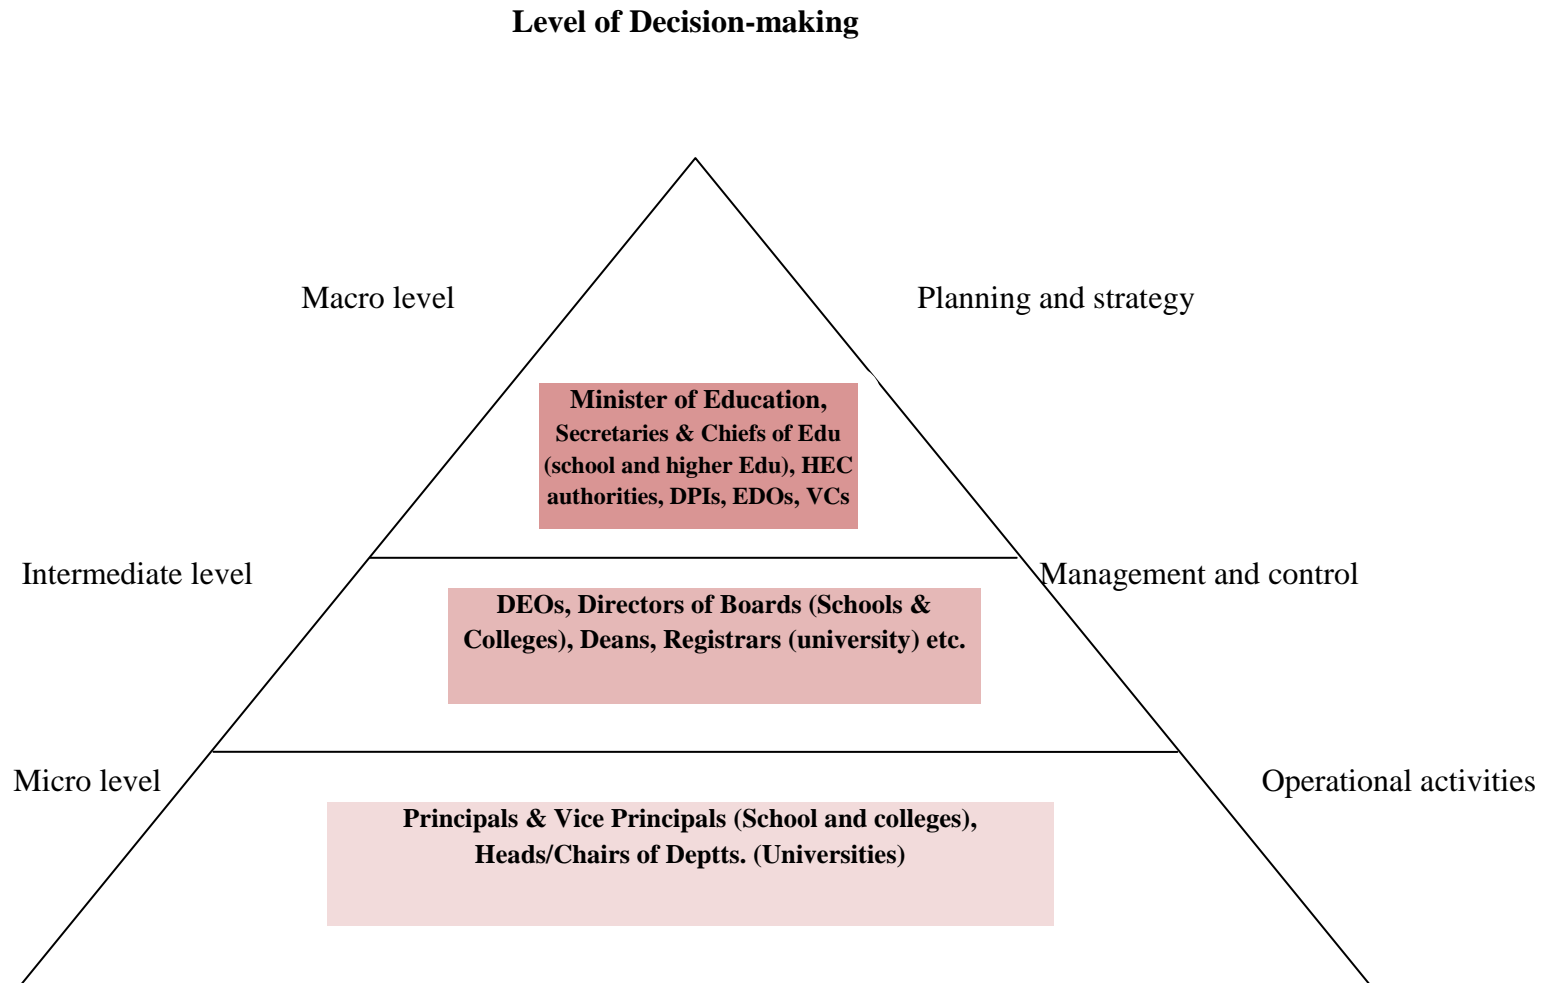 Level of Decision-making
Macro level
Planning and strategy
Minister of Education,
Secretaries & Chiefs of Edu
(school and higher Edu), HEC
authorities, DPIs, EDOs, VCs
Intermediate level
Management and control
DEOs, Directors of Boards (Schools &
Colleges), Deans, Registrars (university) etc.
Micro level
Operational activities
Principals & Vice Principals (School and colleges),
Heads/Chairs of Deptts. (Universities)